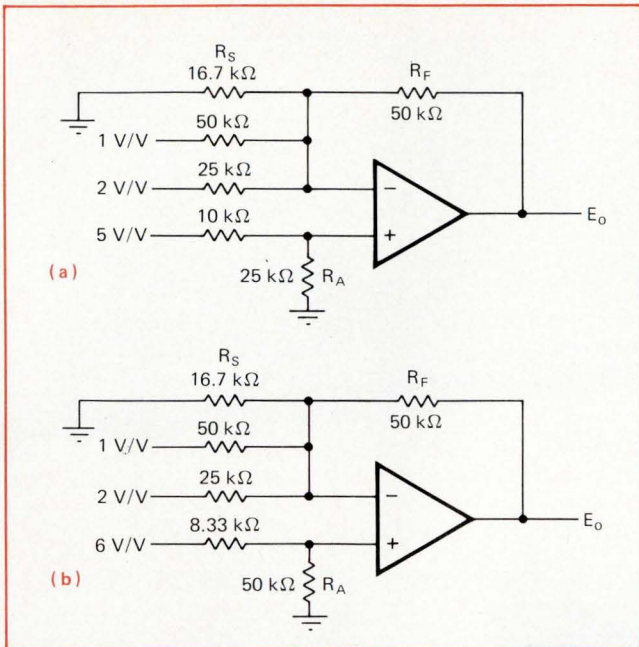 R_S
16.7 kΩ
R_F
50 kΩ
50 kΩ
1 V/V
25 kΩ
2 V/V
10 kΩ
5 V/V
(a)
25 kΩ R_A
E_o
R_S
16.7 kΩ
R_F
50 kΩ
50 kΩ
1 V/V
25 kΩ
2 V/V
8.33 kΩ
6 V/V
(b)
50 kΩ R_A
E_o